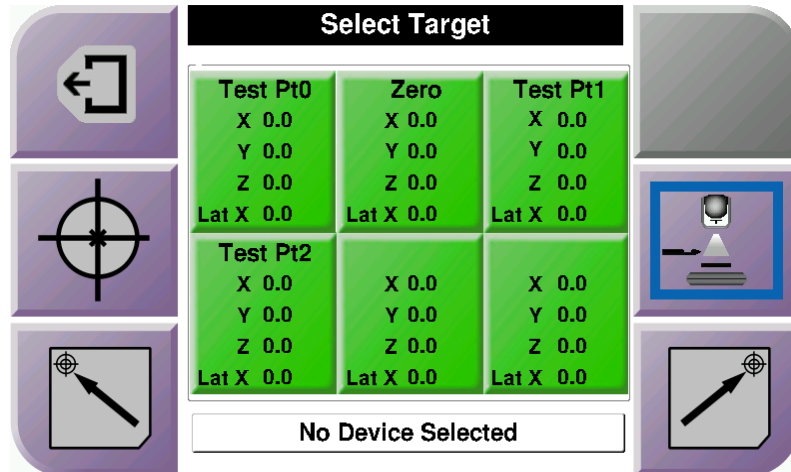 Select Target
Test Pt0 Zero Test Pt1
X 0.0 X 0.0 X 0.0
Y 0.0 Y 0.0 Y 0.0
Z 0.0 Z 0.0 Z 0.0
Lat X 0.0 Lat X 0.0 Lat X 0.0
Test Pt2
X 0.0 X 0.0 X 0.0
Y 0.0 Y 0.0 Y 0.0
Z 0.0 Z 0.0 Z 0.0
Lat X 0.0 Lat X 0.0 Lat X 0.0
No Device Selected